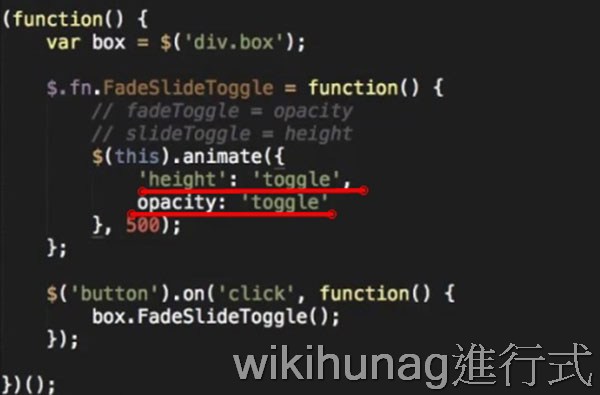 (function() {
var box = $('div.box');
$.fn.FadeSlideToggle = function() {
// fadeToggle = opacity
// slideToggle = height
$(this).animate({
'height': 'toggle',
opacity: 'toggle'
}, 500);
};
$('button').on('click', function() {
box.FadeSlideToggle();
});
})();
wikihunag進行式